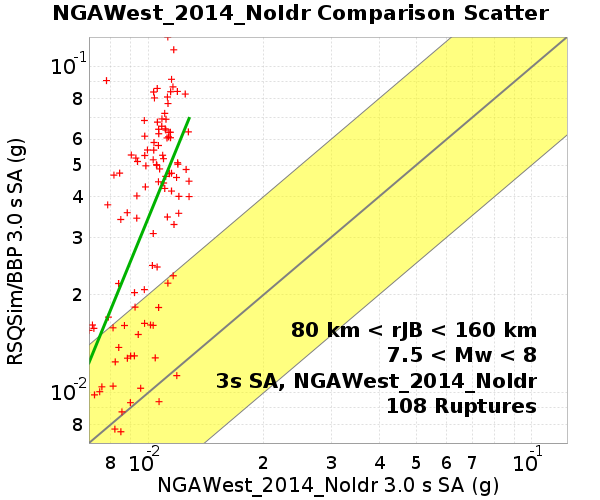 NGAWest_2014_NoIdr Comparison Scatter
RSQSim/BBP 3.0 s SA (g)
10-1
8
6
5
4
3
2
10-2
8
80 km < rJB < 160 km
7.5 < Mw < 8
3s SA, NGAWest_2014_NoIdr
108 Ruptures
8 10-2 2 3 4 5 6 7 10-1
NGAWest_2014_NoIdr 3.0 s SA (g)